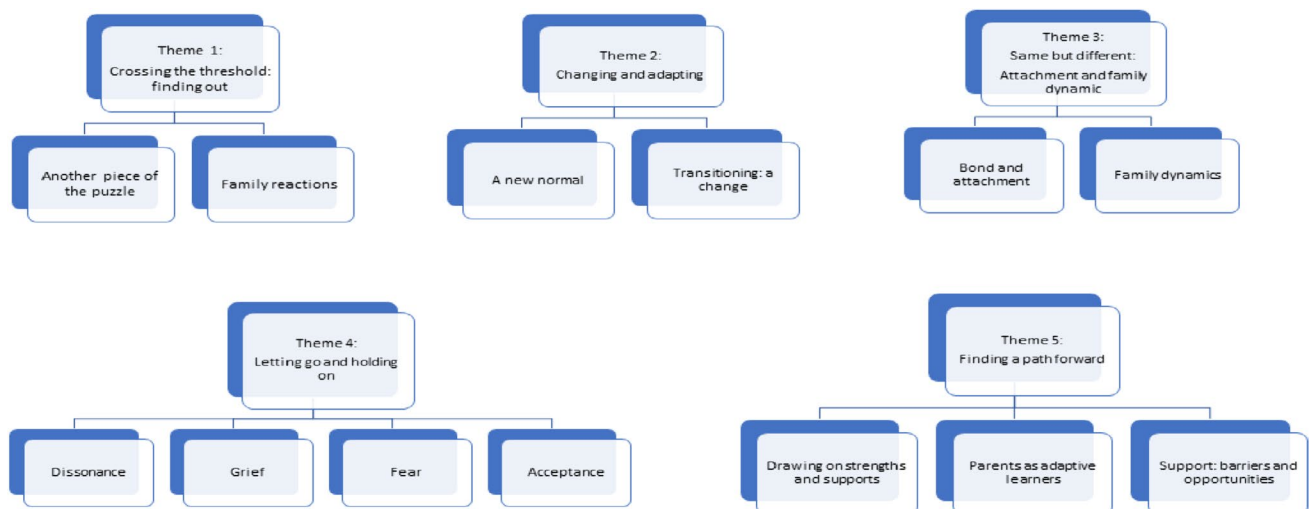 Theme 1:
Crossing the threshold:
finding out
Another piece of
the puzzle
Family reactions
Theme 2:
Changing and adapting
A new normal
Transitioning: a
change
Theme 3:
Same but different:
Attachment and family
dynamic
Bond and
attachment
Family dynamics
Theme 4:
Letting go and holding
on
Dissonance
Grief
Fear
Acceptance
Theme 5:
Finding a path forward
Drawing on strengths
and supports
Parents as adaptive
learners
Support: barriers and
opportunities